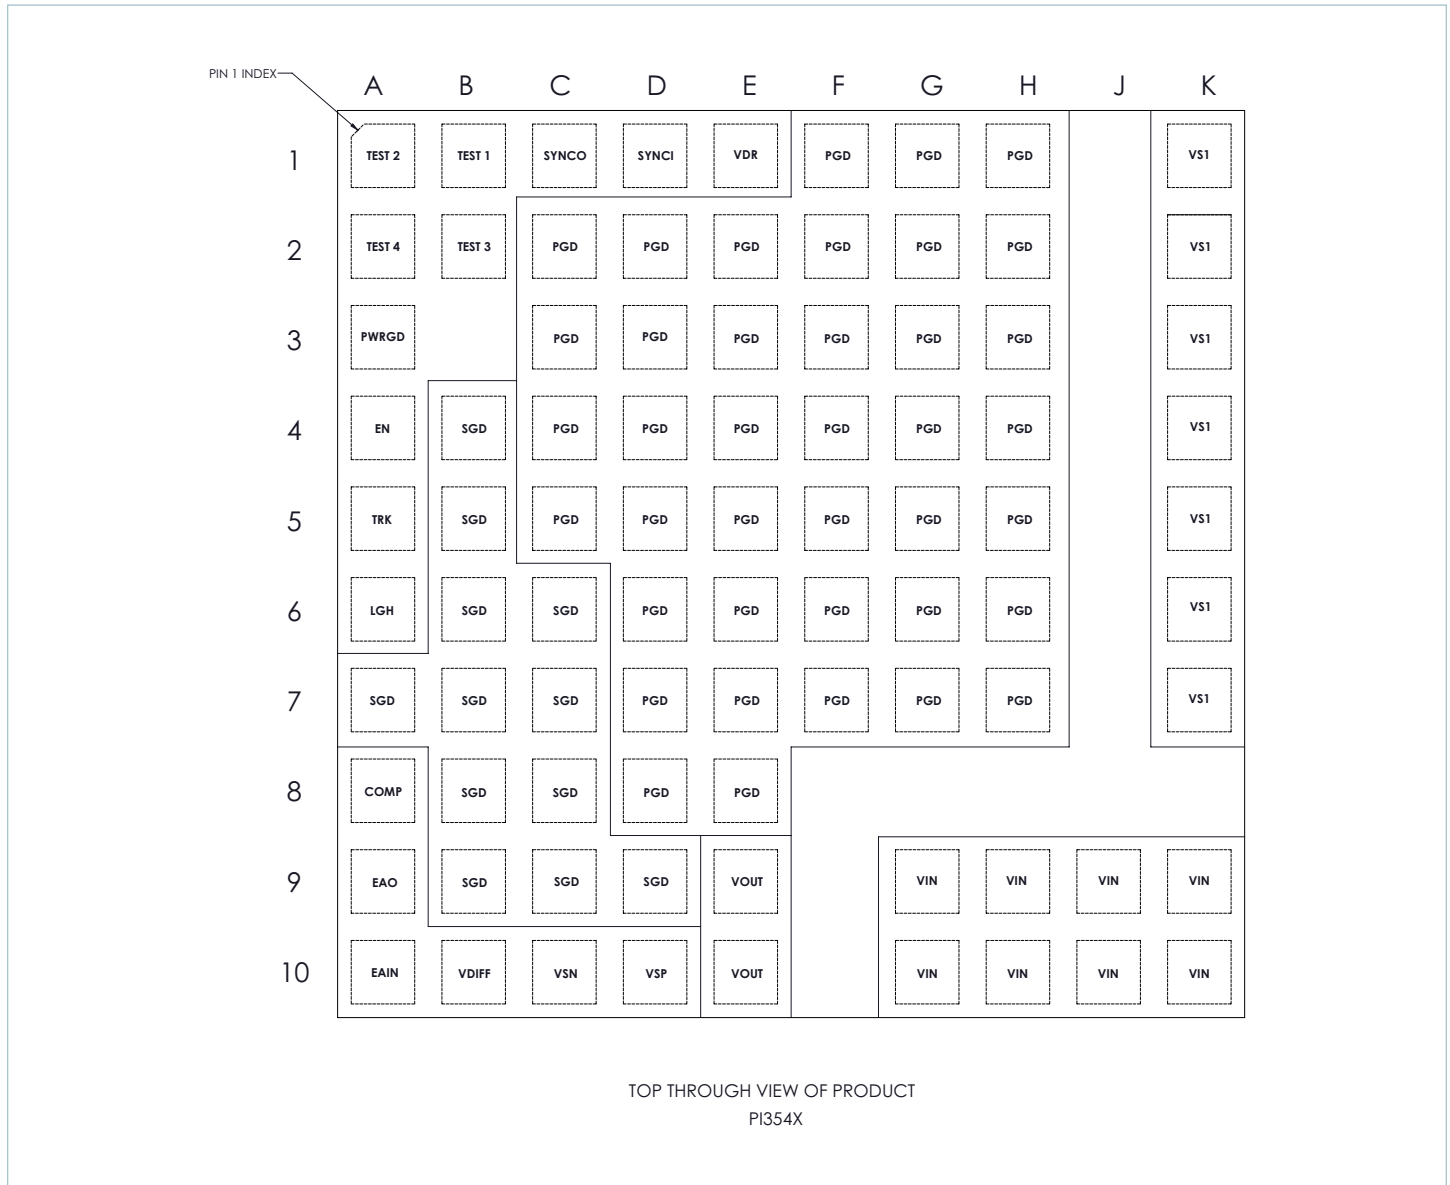 PIN 1 INDEX
A B C D E F G H J K
1 TEST 2 TEST 1 SYNCO SYNCI VDR PGD PGD PGD VS1
2 TEST 4 TEST 3 PGD PGD PGD PGD PGD PGD VS1
3 PWRGD PGD PGD PGD PGD PGD PGD VS1
4 EN SGD PGD PGD PGD PGD PGD PGD VS1
5 TRK SGD PGD PGD PGD PGD PGD PGD VS1
6 LGH SGD SGD PGD PGD PGD PGD PGD VS1
7 SGD SGD SGD PGD PGD PGD PGD PGD VS1
8 COMP SGD SGD PGD PGD
9 EAO SGD SGD SGD VOUT VIN VIN VIN VIN
10 EAIN VDIFF VSN VSP VOUT VIN VIN VIN VIN
TOP THROUGH VIEW OF PRODUCT
PI354X